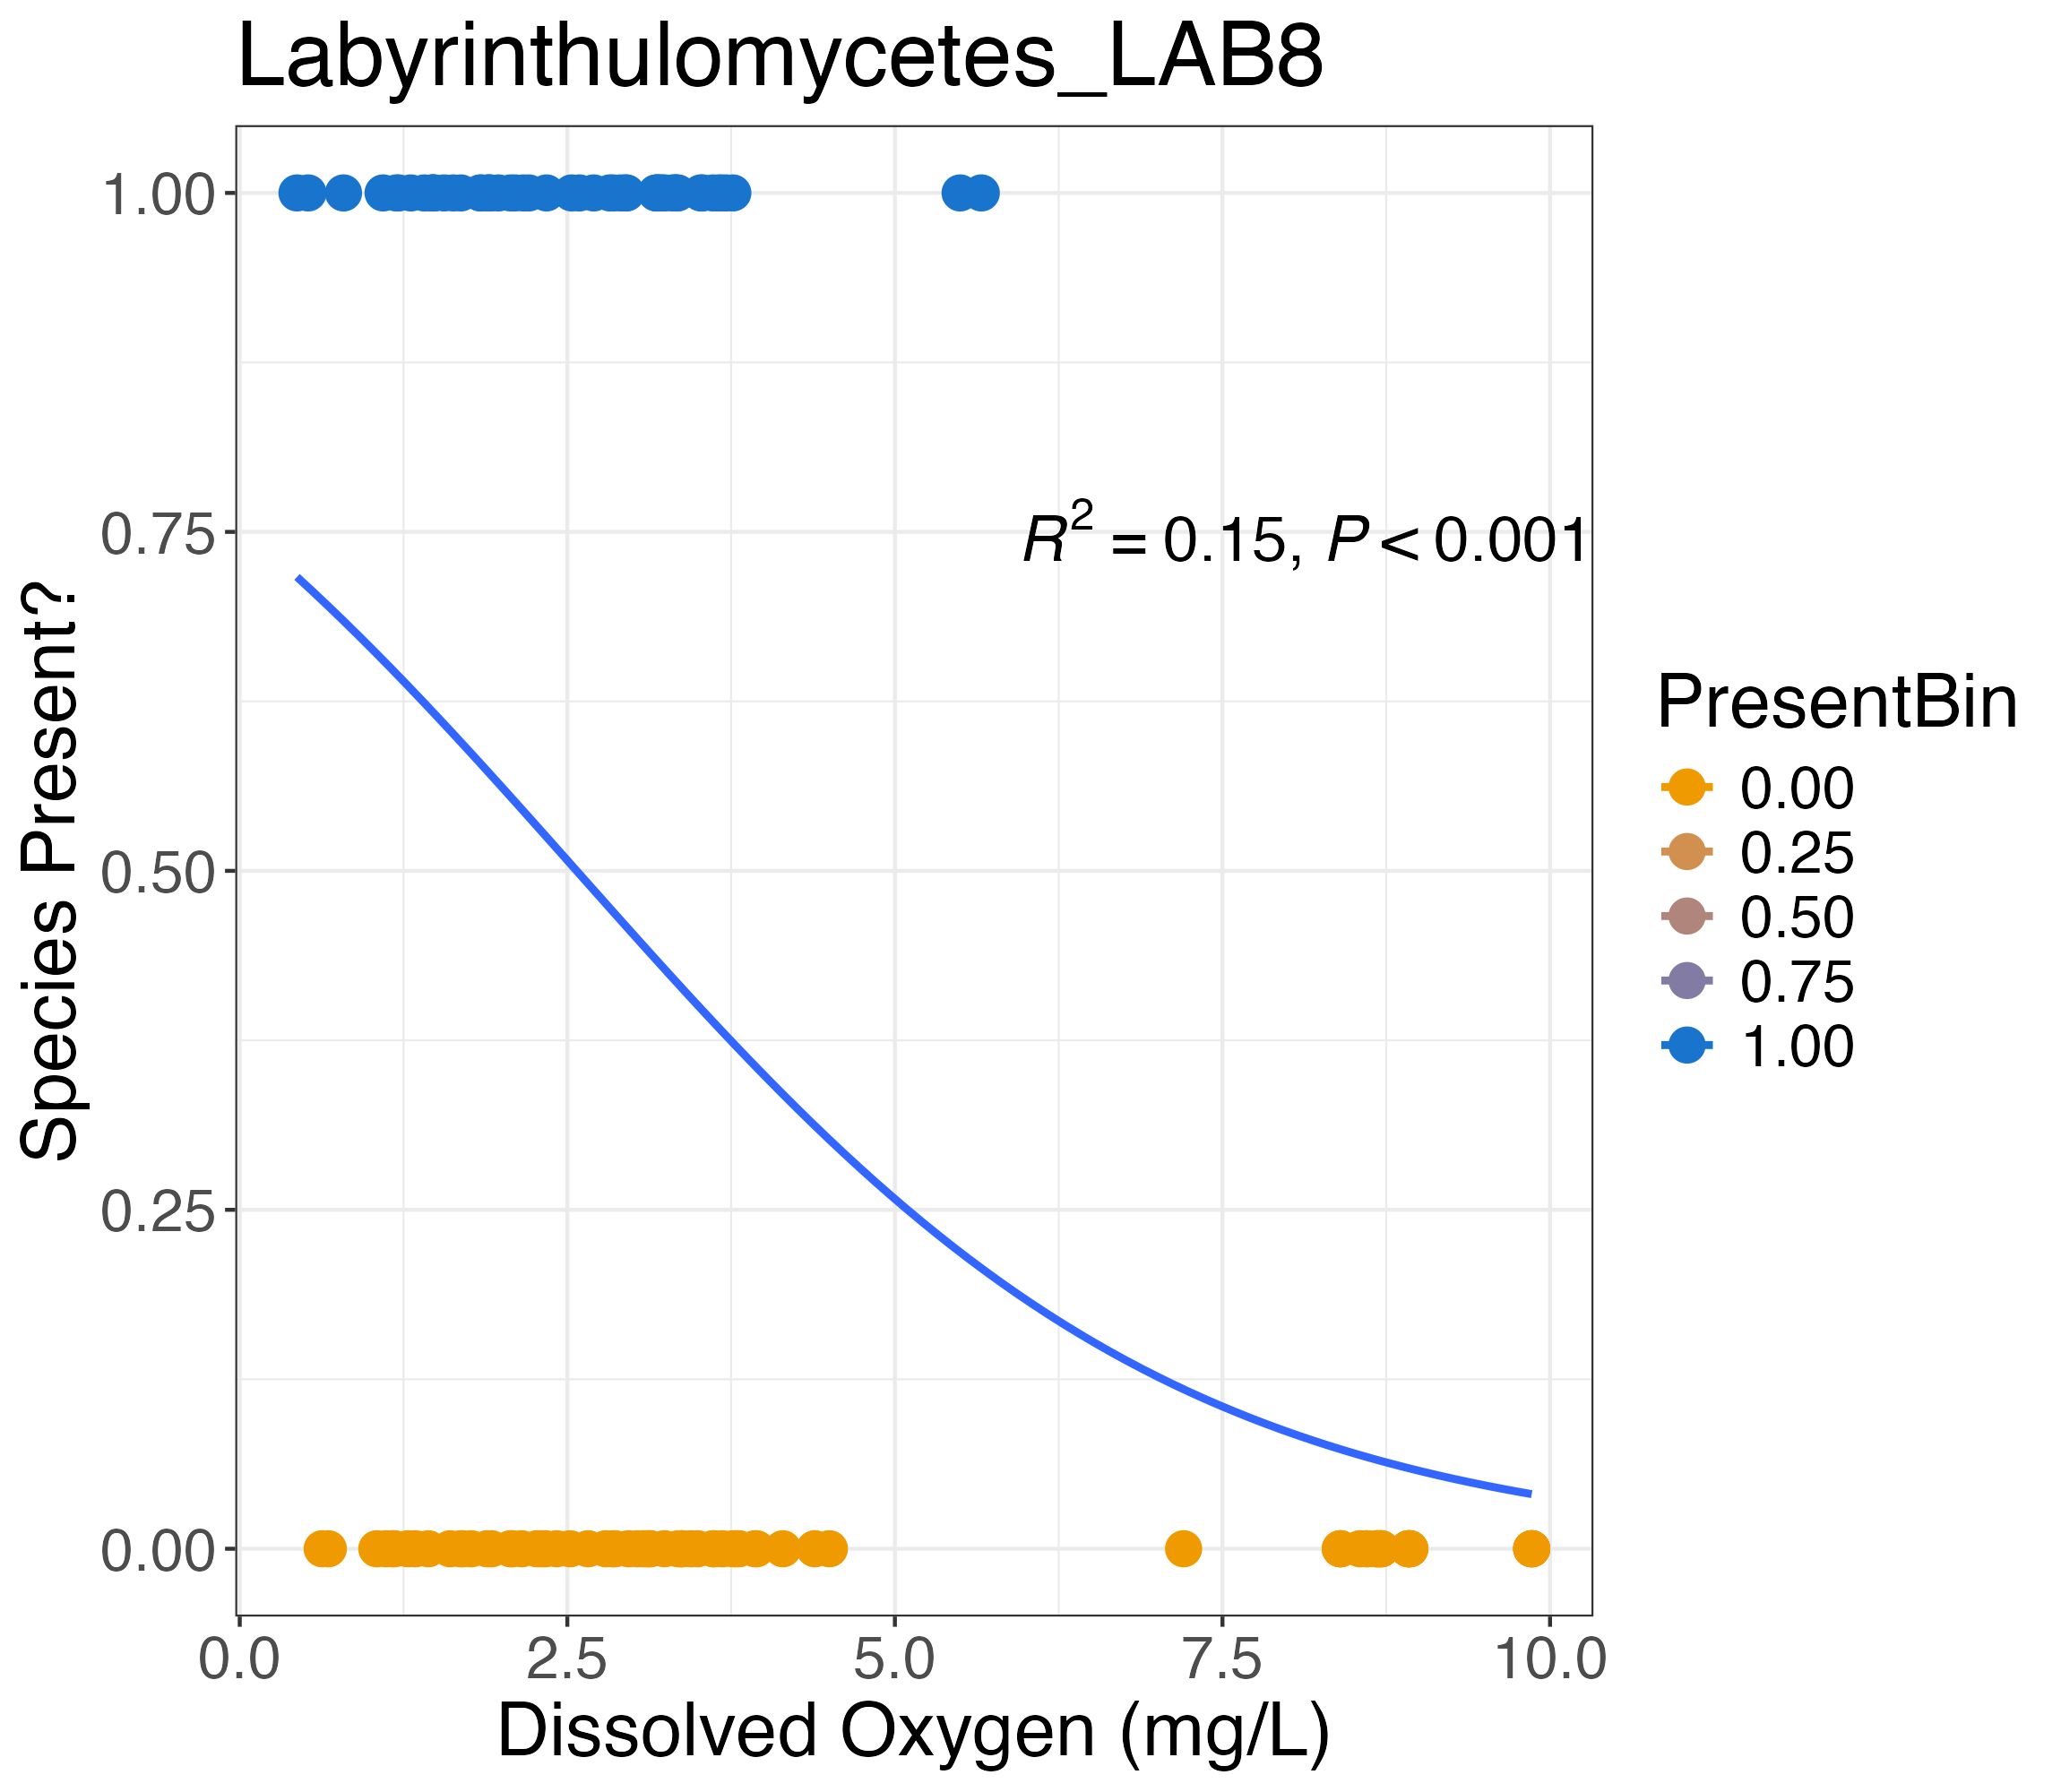 Labyrinthulomycetes_LAB8
1.00
0.75
0.50
0.25
0.00
Species Present?
R² = 0.15, P < 0.001
0.0 2.5 5.0 7.5 10.0
Dissolved Oxygen (mg/L)
PresentBin
0.00
0.25
0.50
0.75
1.00